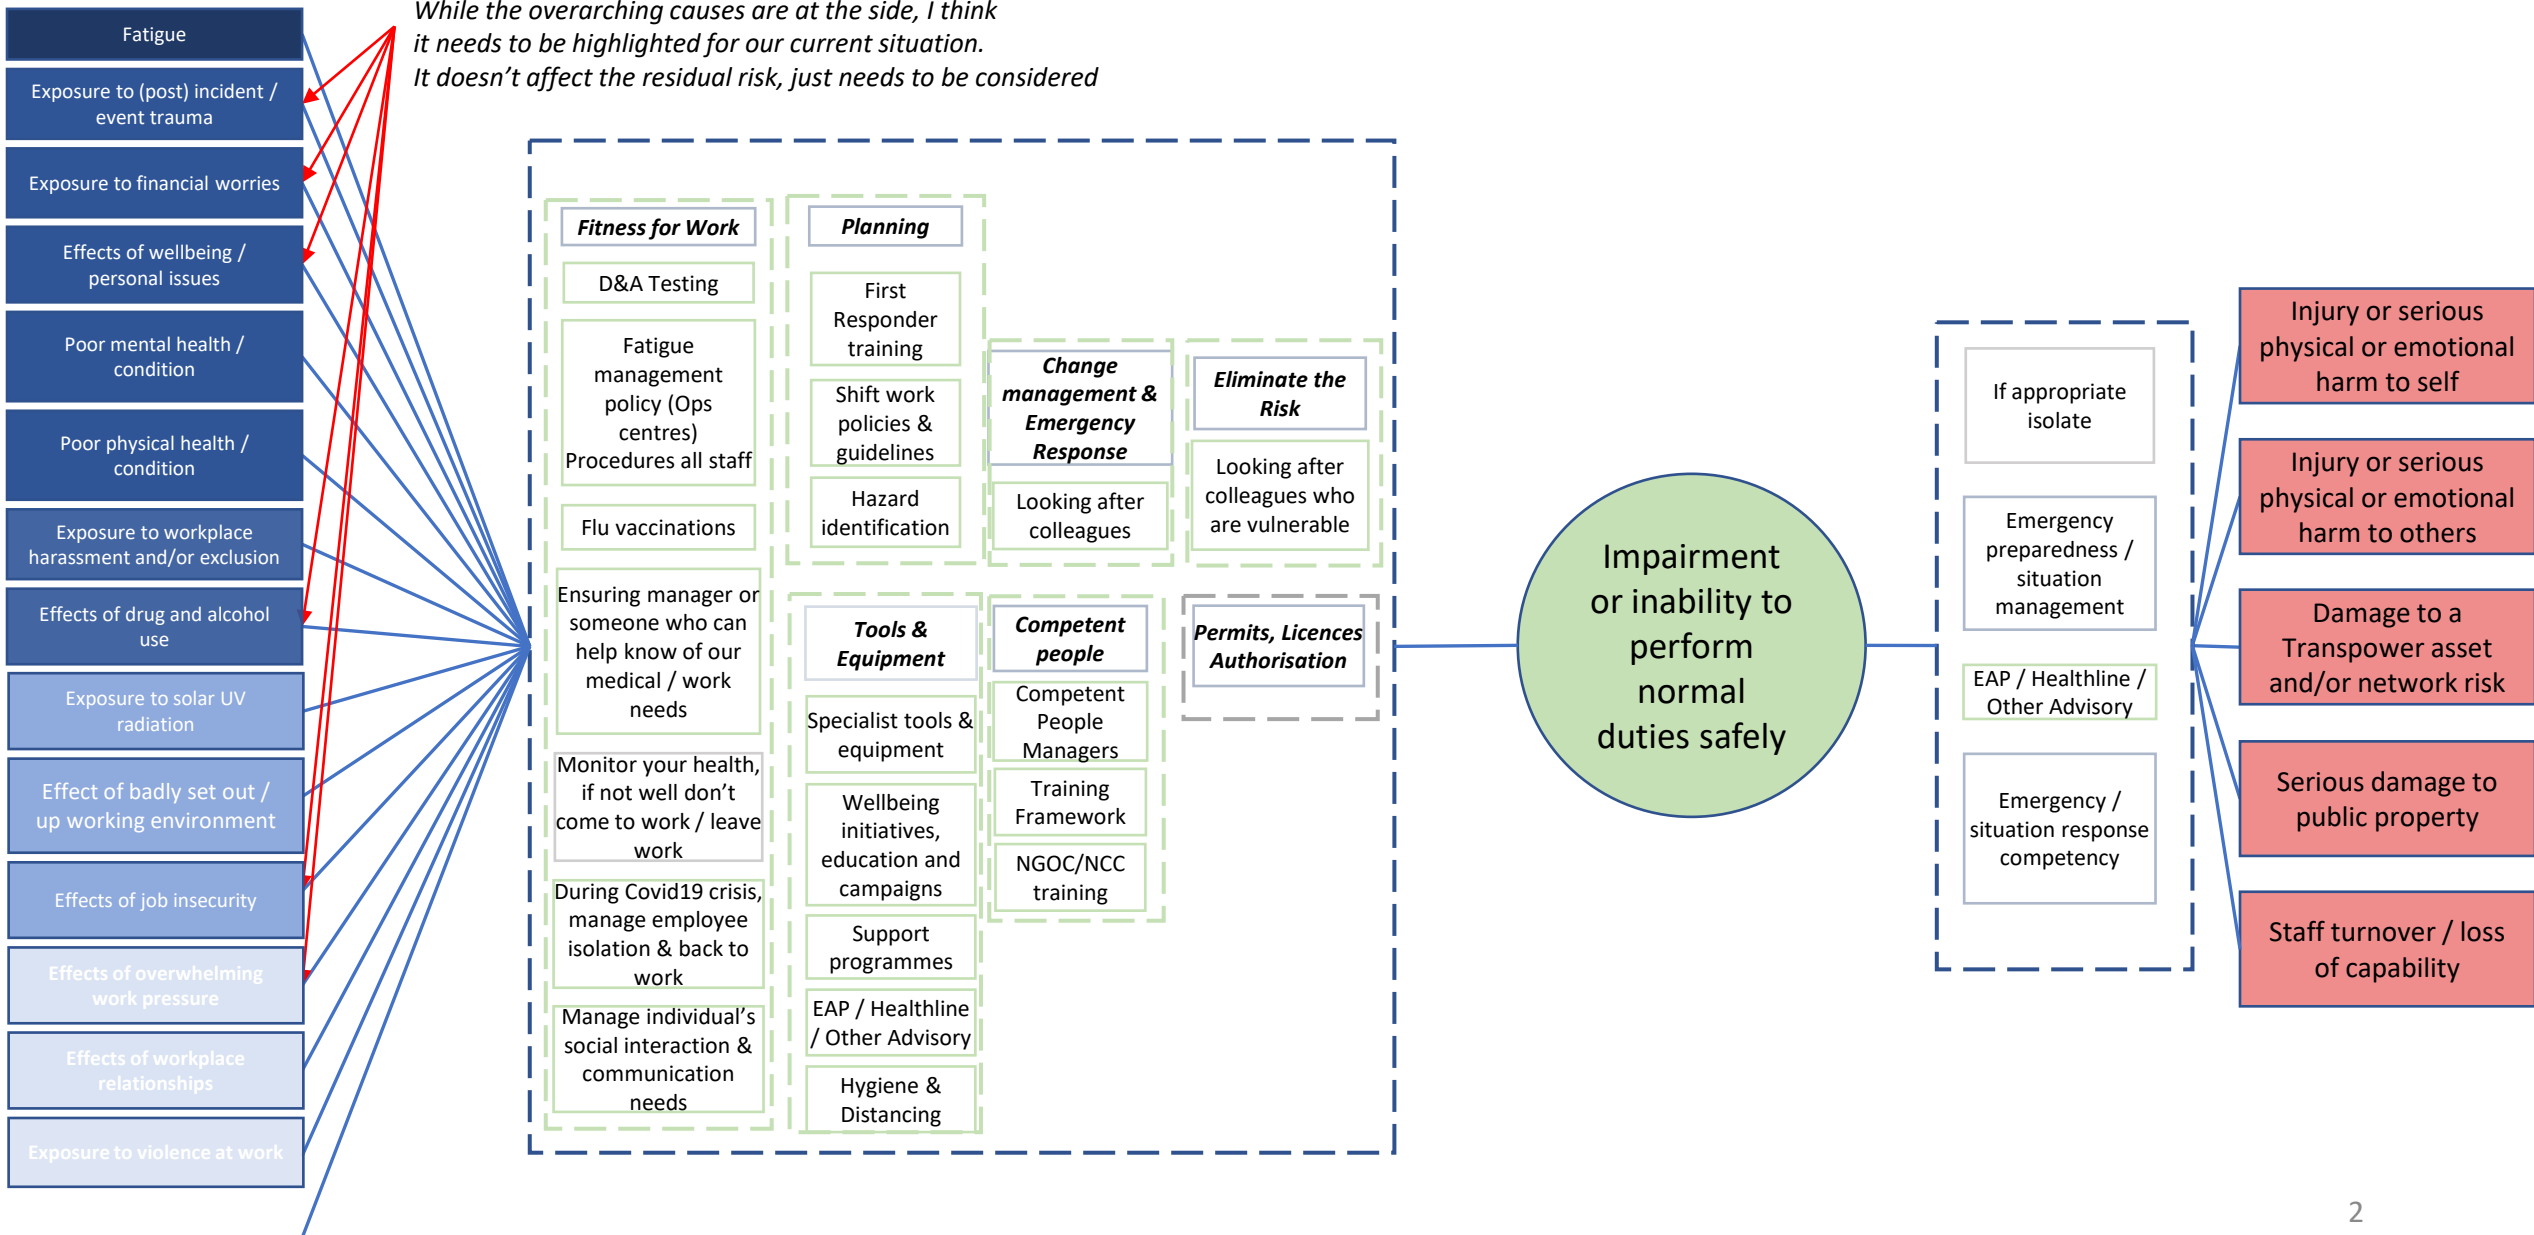 While the overarching causes are at the side, I think
it needs to be highlighted for our current situation.
It doesn't affect the residual risk, just needs to be considered
Fatigue
Exposure to (post) incident /
event trauma
Exposure to financial worries
Effects of wellbeing /
personal issues
Poor mental health /
condition
Poor physical health /
condition
Exposure to workplace
harassment and/or exclusion
Effects of drug and alcohol
use
Exposure to solar UV
radiation
Effect of badly set out /
up working environment
Effects of job insecurity
Effects of overwhelming
work pressure
Effects of workplace
relationships
Exposure to violence at work
Fitness for Work
D&A Testing
Fatigue
management
policy (Ops
centres)
Procedures all staff
Flu vaccinations
Ensuring manager or
someone who can
help know of our
medical / work
needs
Monitor your health,
if not well don't
come to work / leave
work
During Covid19 crisis,
manage employee
isolation & back to
work
Manage individual's
social interaction &
communication
needs
Planning
First
Responder
training
Shift work
policies &
guidelines
Hazard
identification
Change
management &
Emergency
Response
Looking after
colleagues
Eliminate the
Risk
Looking after
colleagues who
are vulnerable
Tools &
Equipment
Specialist tools &
equipment
Wellbeing
initiatives,
education and
campaigns
Support
programmes
EAP / Healthline
/ Other Advisory
Hygiene &
Distancing
Competent
people
Competent
People
Managers
Training
Framework
NGOC/NCC
training
Permits, Licences
Authorisation
Impairment
or inability to
perform
normal
duties safely
If appropriate
isolate
Emergency
preparedness /
situation
management
EAP / Healthline /
Other Advisory
Emergency /
situation response
competency
Injury or serious
physical or emotional
harm to self
Injury or serious
physical or emotional
harm to others
Damage to a
Transpower asset
and/or network risk
Serious damage to
public property
Staff turnover / loss
of capability
2